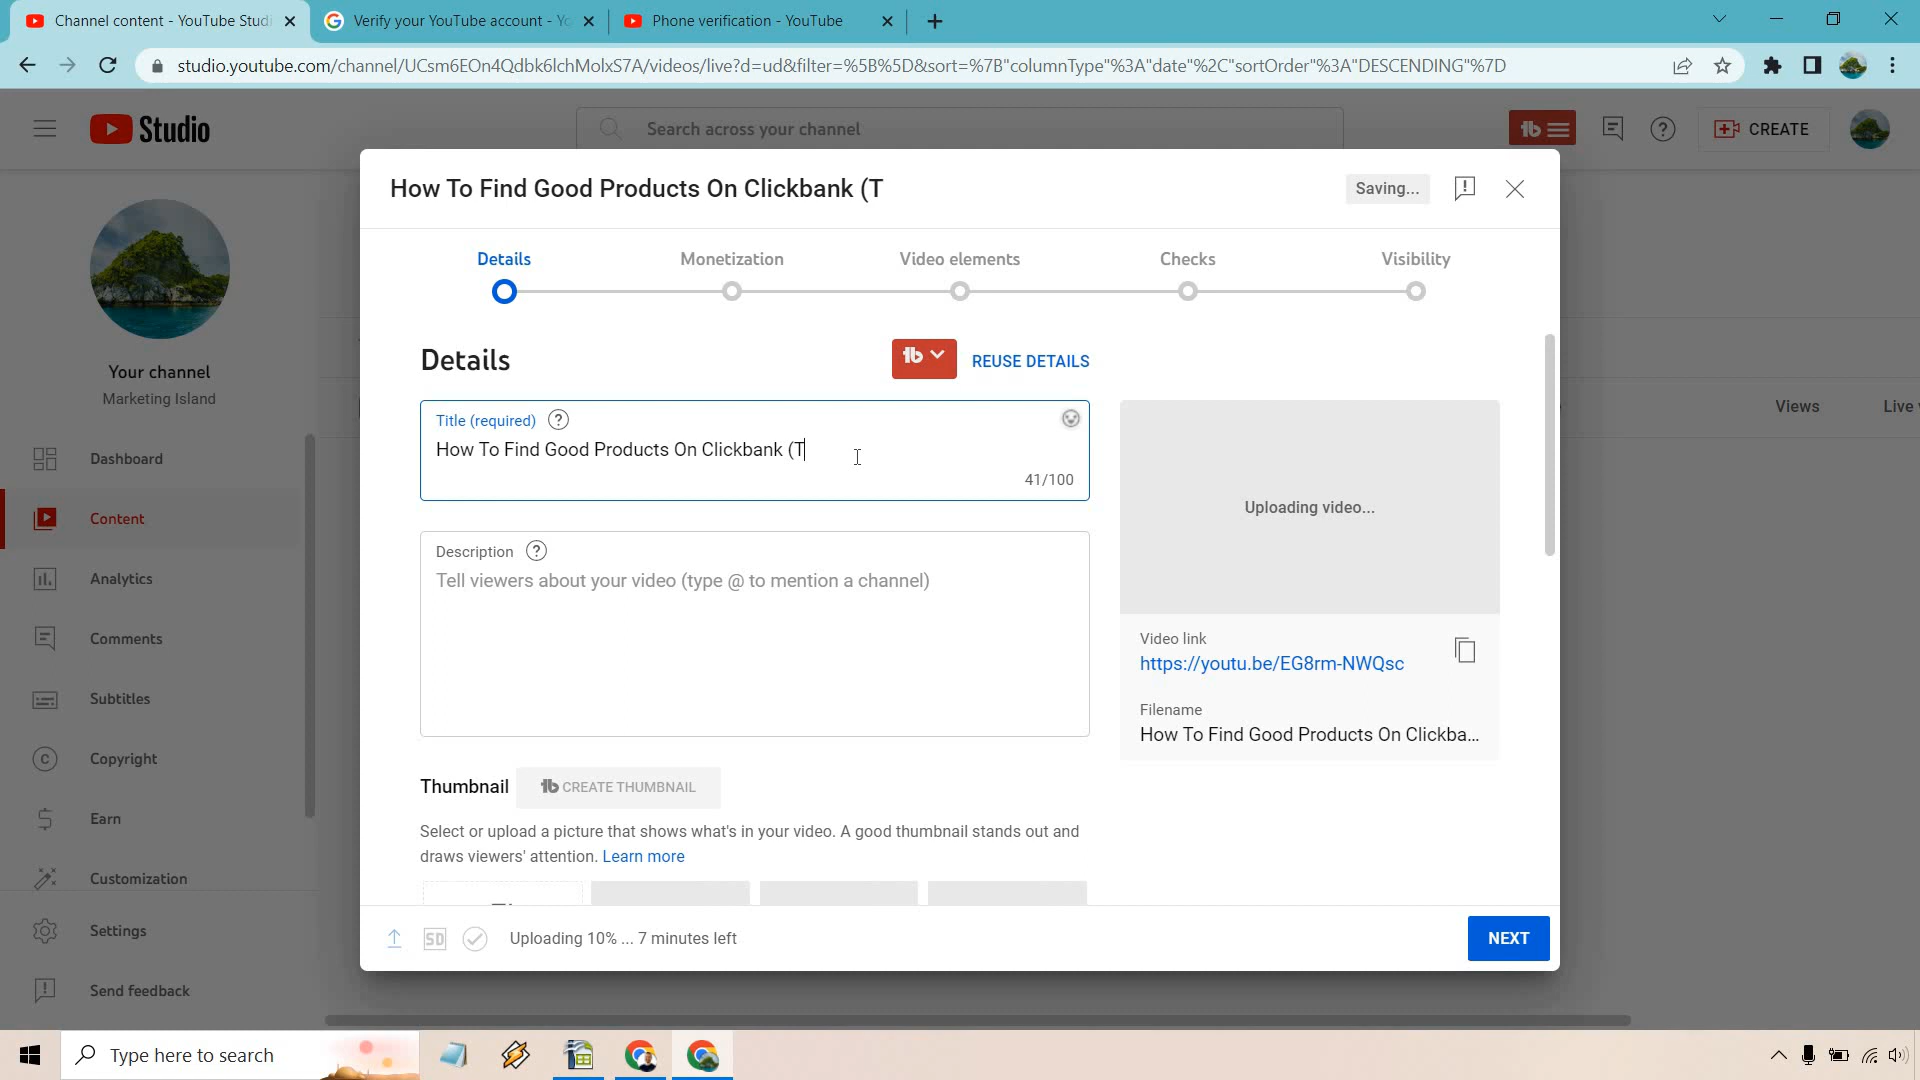 Channel content - YouTube Studi
Verify your YouTube account - Yo
Phone verification - YouTube
studio.youtube.com/channel/UCsm6EOn4Qdbk6lchMolxS7A/videos/live?d=ud&filter=%5B%5D&sort=%7B"columnType"%3A"date"%2C"sortOrder"%3A"DESCENDING"%7D
Studio
Search across your channel
CREATE
How To Find Good Products On Clickbank (T
Saving...
Details
Monetization
Video elements
Checks
Visibility
Your channel
Marketing Island
Dashboard
Content
Analytics
Comments
Subtitles
Copyright
Earn
Customization
Settings
Send feedback
Details
REUSE DETAILS
Title (required)
How To Find Good Products On Clickbank (T
41/100
Description
Tell viewers about your video (type @ to mention a channel)
Thumbnail
CREATE THUMBNAIL
Select or upload a picture that shows what's in your video. A good thumbnail stands out and
draws viewers' attention. Learn more
Uploading video...
Video link
https://youtu.be/EG8rm-NWQsc
Filename
How To Find Good Products On Clickba...
Views
Live
SD
Uploading 10% ... 7 minutes left
NEXT
Type here to search